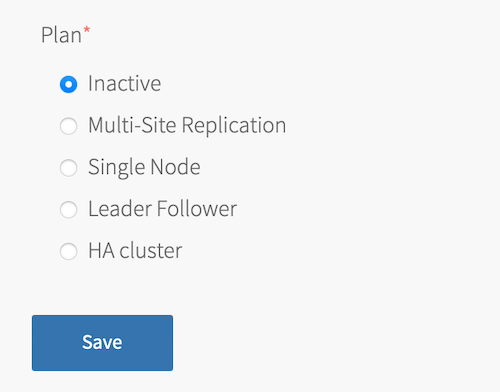 Plan*
Inactive
Multi-Site Replication
Single Node
Leader Follower
HA cluster
Save